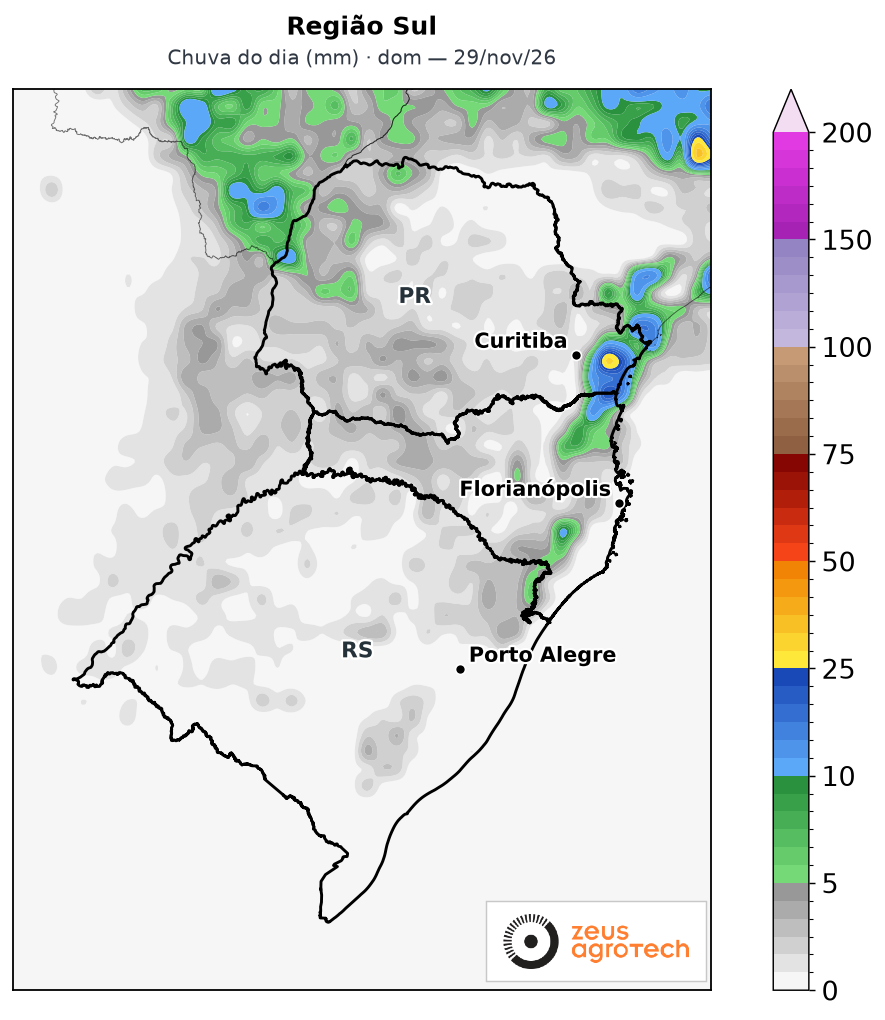 Região Sul
Chuva do dia (mm) · dom — 29/nov/26
PR
Curitiba
Florianópolis
RS
Porto Alegre
200
150
100
75
50
25
10
5
0
zeus
agrotech